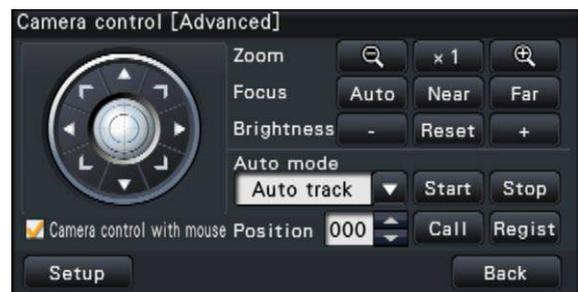 Camera control [Advanced]
Zoom × 1
Focus Auto Near Far
Brightness - Reset +
Auto mode
Auto track Start Stop
Camera control with mouse Position 000 Call Regist
Setup Back